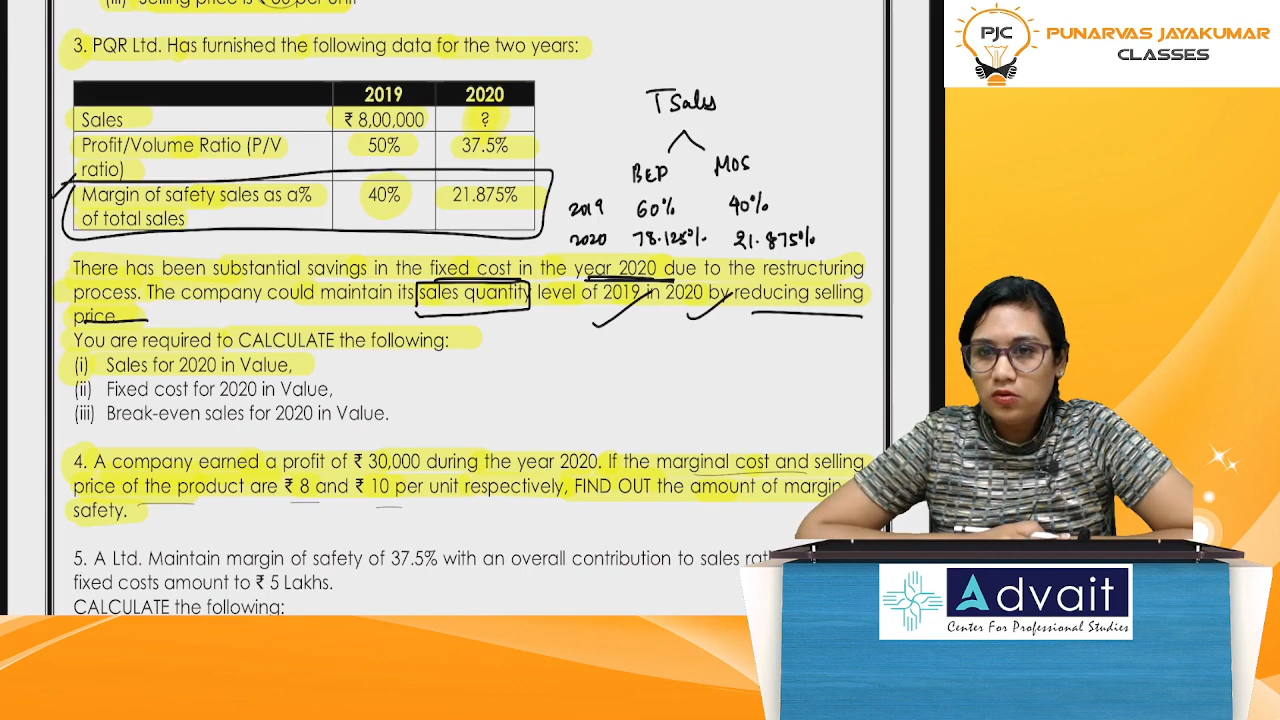 (iii) Selling price is ₹ 60 per unit
3. PQR Ltd. Has furnished the following data for the two years:
2019 2020
Sales ₹ 8,00,000 ?
Profit/Volume Ratio (P/V ratio) 50% 37.5%
Margin of safety sales as a% of total sales 40% 21.875%
T Sales
BEP MOS
2019 60% 40%
2020 78.125% 21.875%
There has been substantial savings in the fixed cost in the year 2020 due to the restructuring
process. The company could maintain its sales quantity level of 2019 in 2020 by reducing selling
price.
You are required to CALCULATE the following:
(i) Sales for 2020 in Value,
(ii) Fixed cost for 2020 in Value,
(iii) Break-even sales for 2020 in Value.
4. A company earned a profit of ₹ 30,000 during the year 2020. If the marginal cost and selling
price of the product are ₹ 8 and ₹ 10 per unit respectively, FIND OUT the amount of margin
safety.
5. A Ltd. Maintain margin of safety of 37.5% with an overall contribution to sales
fixed costs amount to ₹ 5 Lakhs.
CALCULATE the following:
PJC
PUNARVAS JAYAKUMAR
CLASSES
Advait
Center For Professional Studies